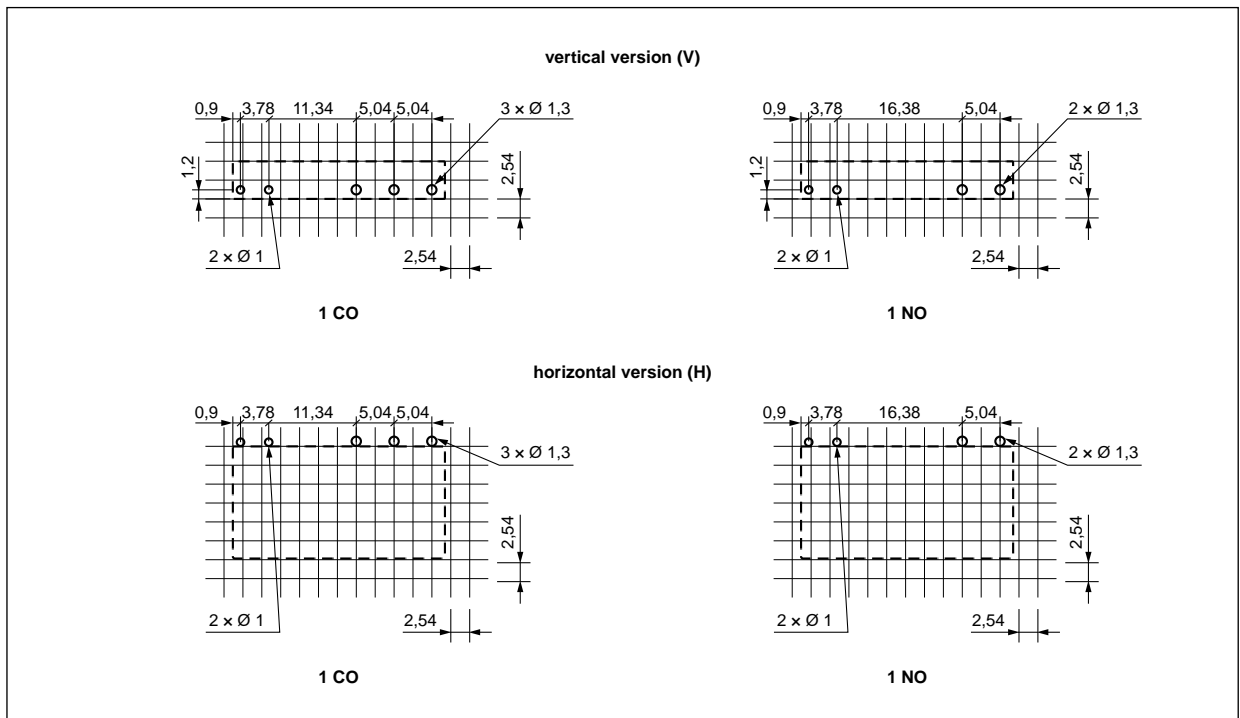 vertical version (V)
0,9 3,78 11,34 5,04 5,04 3 × Ø 1,3
1,2
2,54
2 × Ø 1
2,54
1 CO
0,9 3,78 16,38 5,04 2 × Ø 1,3
1,2
2,54
2 × Ø 1
2,54
1 NO
horizontal version (H)
0,9 3,78 11,34 5,04 5,04
3 × Ø 1,3
2,54
2 × Ø 1
2,54
1 CO
0,9 3,78 16,38 5,04
2 × Ø 1,3
2,54
2 × Ø 1
2,54
1 NO